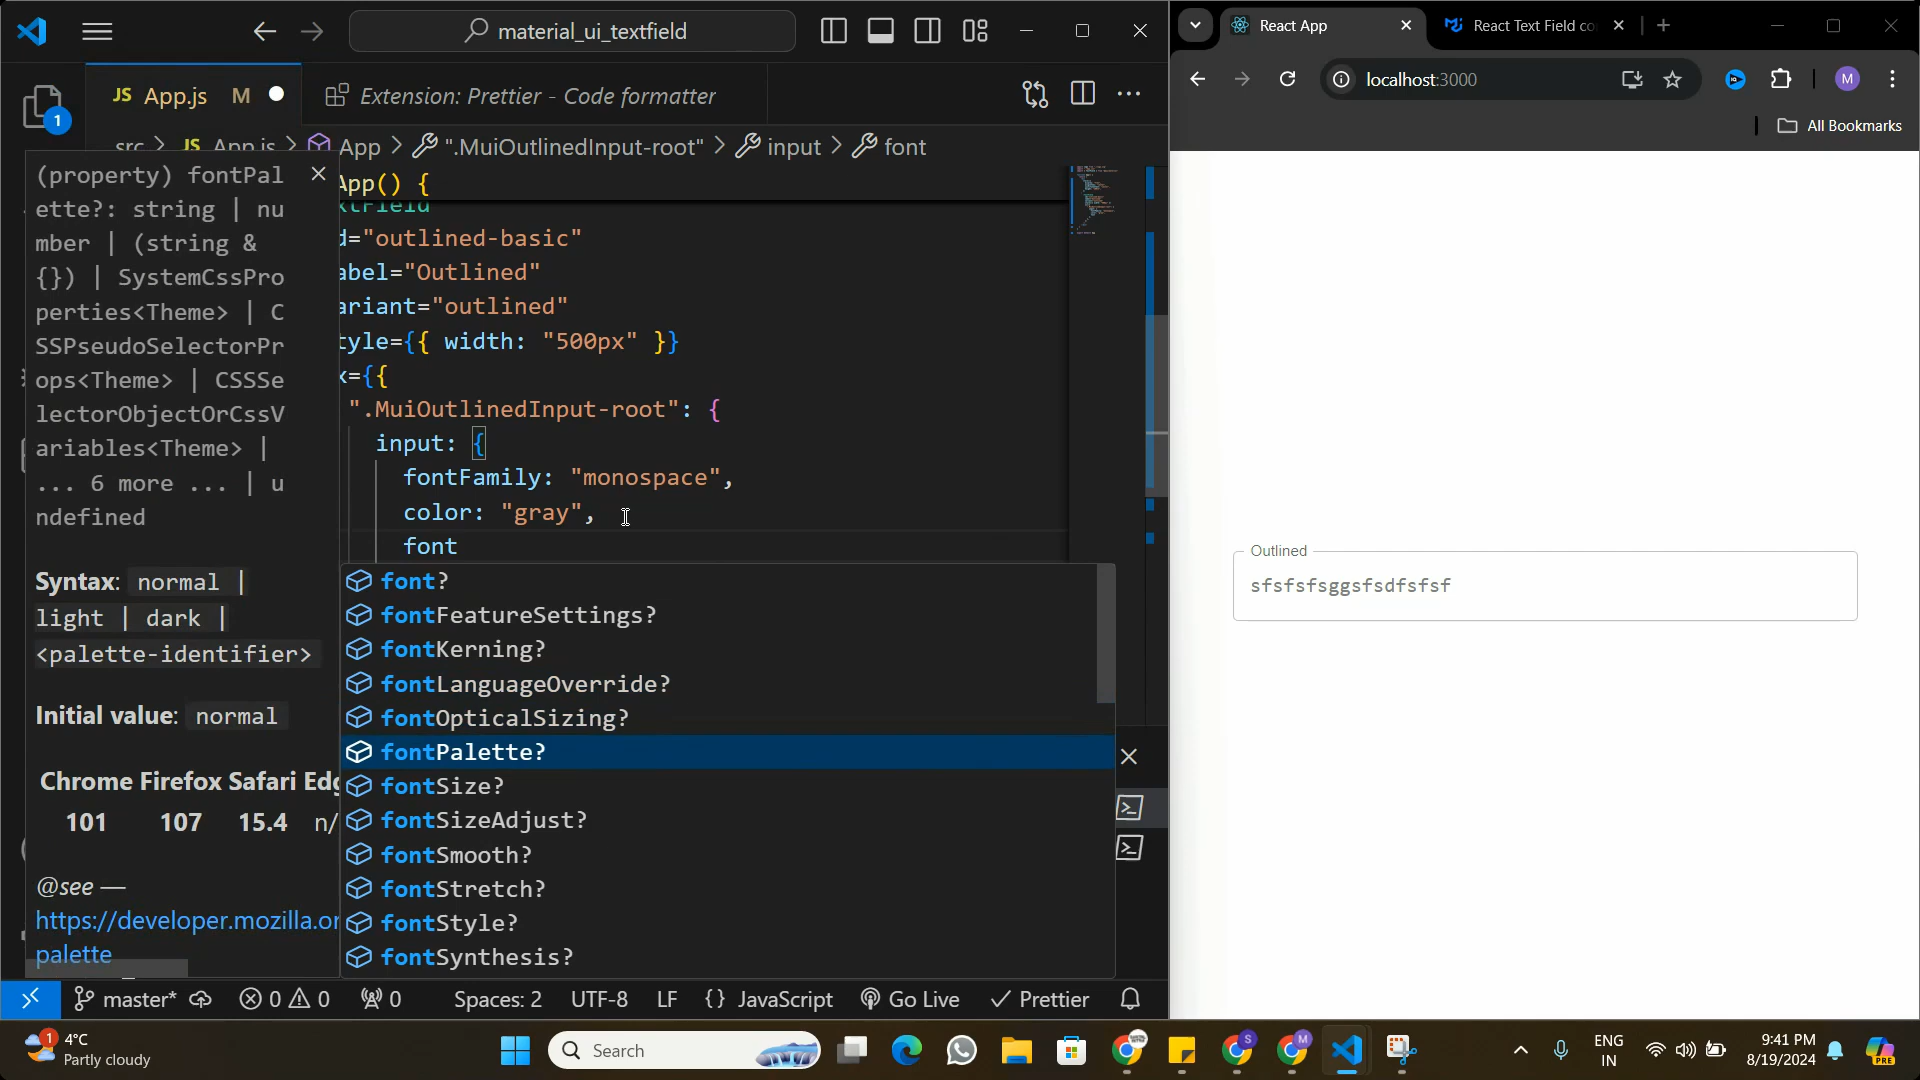 material_ui_textfield
JS App.js M
Extension: Prettier - Code formatter
src > JS App.js > App > ".MuiOutlinedInput-root" > input > font
(property) fontPal
ette?: string | nu
mber | (string &
{}) | SystemCssPro
perties<Theme> | C
SSPseudoSelectorPr
ops<Theme> | CSSSe
lectorObjectOrCssV
ariables<Theme> |
... 6 more ... | u
ndefined
Syntax: normal |
light | dark |
<palette-identifier>
Initial value: normal
Chrome Firefox Safari Edg
101 107 15.4 n/
@see —
https://developer.mozilla.or
palette
App() {
xtField
d="outlined-basic"
abel="Outlined"
ariant="outlined"
tyle={{ width: "500px" }}
x={{
".MuiOutlinedInput-root": {
input: {
fontFamily: "monospace",
color: "gray",
font
font?
fontFeatureSettings?
fontKerning?
fontLanguageOverride?
fontOpticalSizing?
fontPalette?
fontSize?
fontSizeAdjust?
fontSmooth?
fontStretch?
fontStyle?
fontSynthesis?
1
master* 0 0 0 Spaces: 2 UTF-8 LF {} JavaScript Go Live Prettier
React App
React Text Field co
localhost:3000
M
All Bookmarks
Outlined
sfsfsfsggsfsdfsfsf
1
4°C
Partly cloudy
Search
S
M
ENG
IN
9:41 PM
8/19/2024
PRE